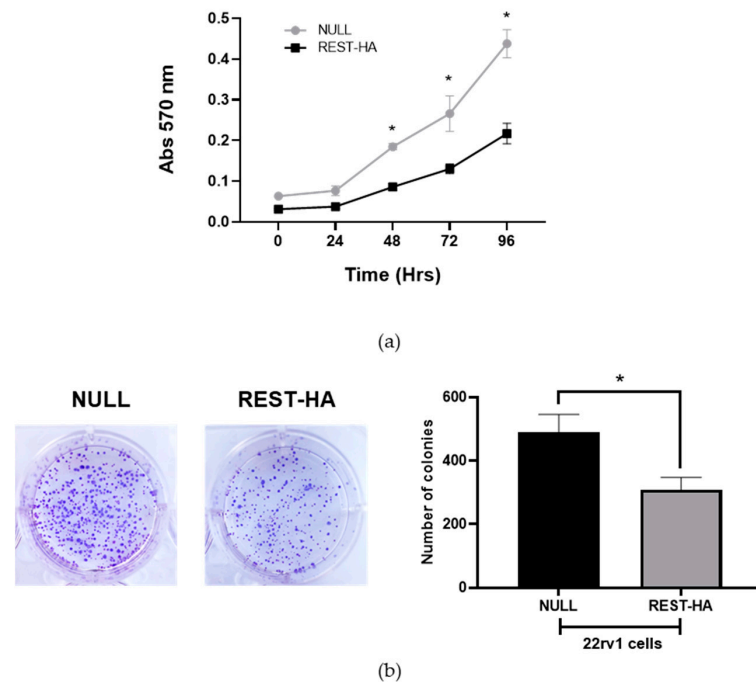 0.5
0.4
0.3
0.2
0.1
0.0
Abs 570 nm
NULL
REST-HA
*
*
*
0 24 48 72 96
Time (Hrs)
(a)
NULL REST-HA
600
400
200
0
Number of colonies
*
NULL REST-HA
22rv1 cells
(b)